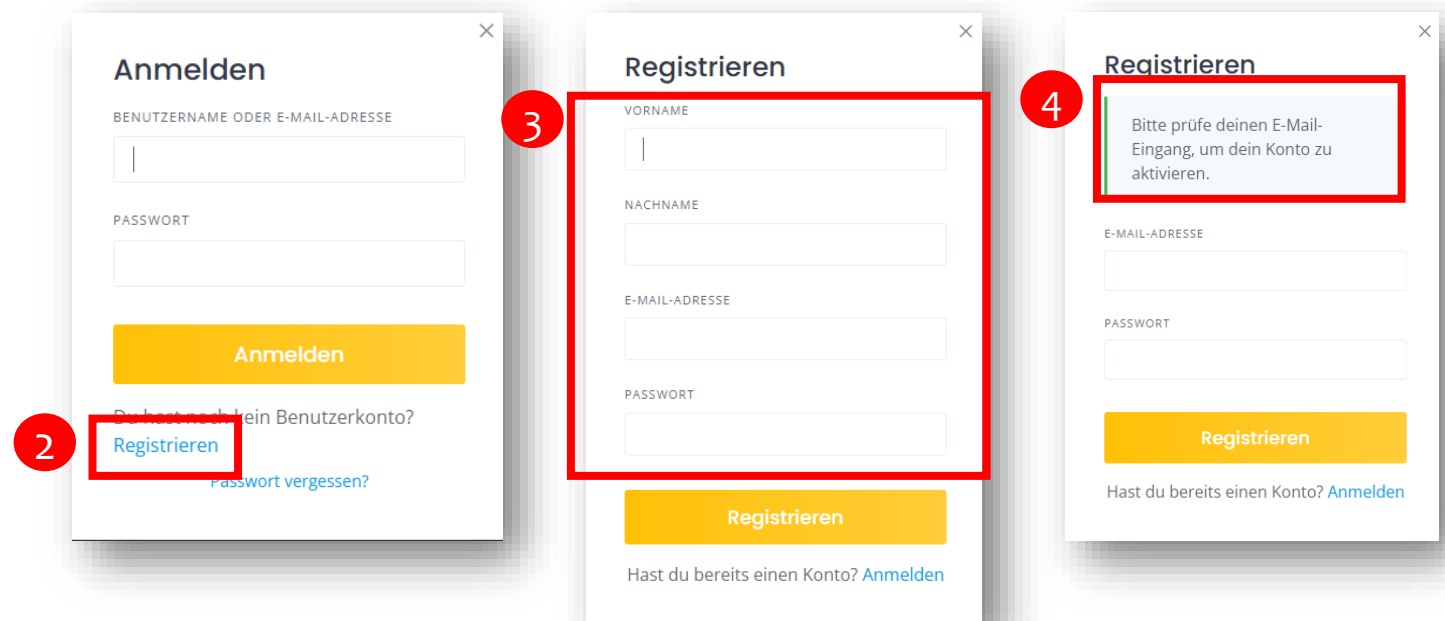 Anmelden
BENUTZERNAME ODER E-MAIL-ADRESSE
PASSWORT
Anmelden
Du hast noch kein Benutzerkonto?
2
Registrieren
Passwort vergessen?
Registrieren
3
VORNAME
NACHNAME
E-MAIL-ADRESSE
PASSWORT
Registrieren
Hast du bereits einen Konto? Anmelden
Registrieren
4
Bitte prüfe deinen E-Mail-
Eingang, um dein Konto zu
aktivieren.
E-MAIL-ADRESSE
PASSWORT
Registrieren
Hast du bereits einen Konto? Anmelden